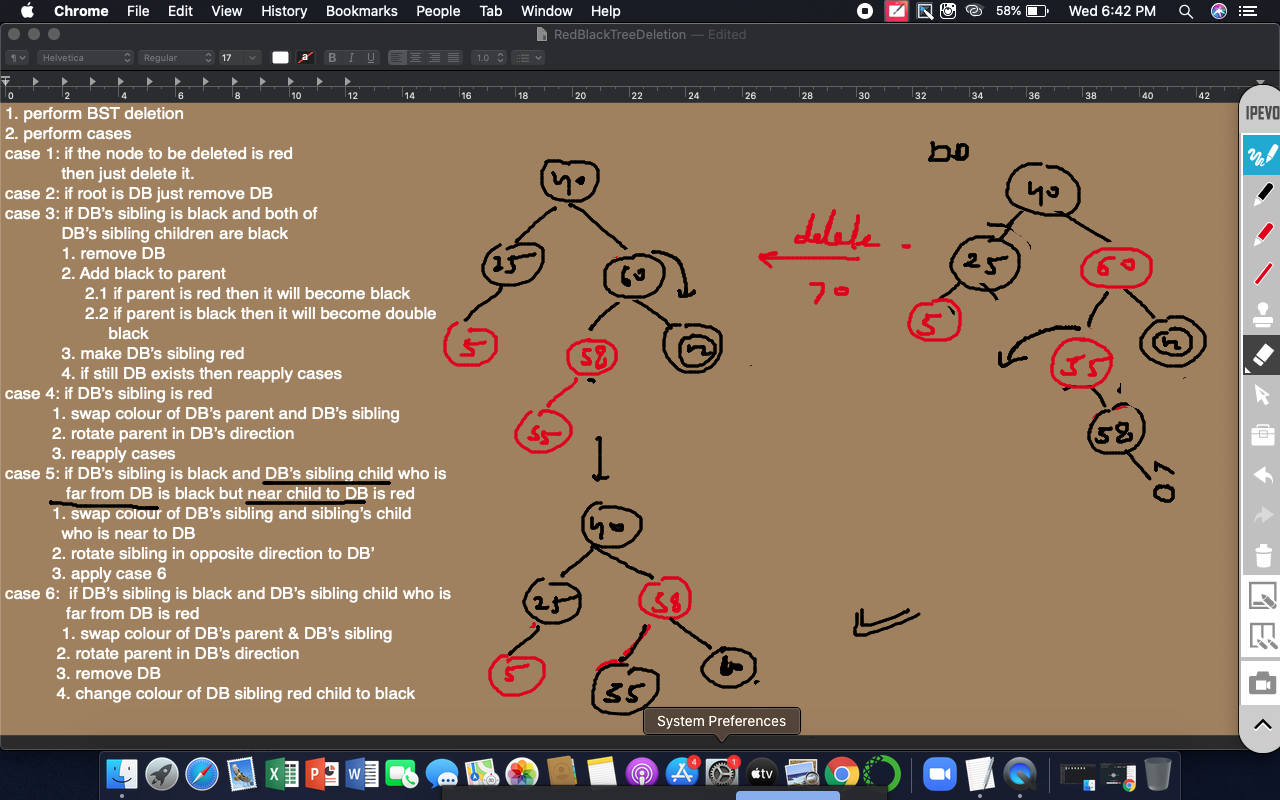 Chrome File Edit View History Bookmarks People Tab Window Help 58% Wed 6:42 PM
RedBlackTreeDeletion — Edited
Helvetica Regular 17 a B I U 1.0
0 2 4 6 8 10 12 14 16 18 20 22 24 26 28 30 32 34 36 38 40 42
IPEVO
1. perform BST deletion
2. perform cases
case 1: if the node to be deleted is red
then just delete it.
case 2: if root is DB just remove DB
case 3: if DB's sibling is black and both of
DB's sibling children are black
1. remove DB
2. Add black to parent
2.1 if parent is red then it will become black
2.2 if parent is black then it will become double
black
3. make DB's sibling red
4. if still DB exists then reapply cases
case 4: if DB's sibling is red
1. swap colour of DB's parent and DB's sibling
2. rotate parent in DB's direction
3. reapply cases
case 5: if DB's sibling is black and DB's sibling child who is
far from DB is black but near child to DB is red
1. swap colour of DB's sibling and sibling's child
who is near to DB
2. rotate sibling in opposite direction to DB'
3. apply case 6
case 6: if DB's sibling is black and DB's sibling child who is
far from DB is red
1. swap colour of DB's parent & DB's sibling
2. rotate parent in DB's direction
3. remove DB
4. change colour of DB sibling red child to black
40
25 60
5 58
55
delete
70
40
25 60
5 55
58
40
25 58
5 55 60
System Preferences
4 1 tv